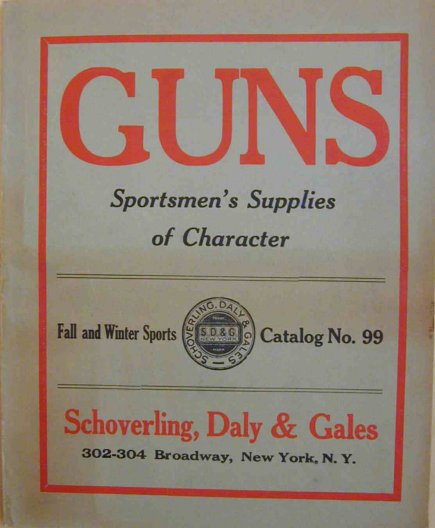 GUNS
Sportsmen's Supplies
of Character
Fall and Winter Sports
SCHOVERLING, DALY & GALES
S.D.&G.
NEW YORK
Catalog No. 99
Schoverling, Daly & Gales
302-304 Broadway, New York, N. Y.